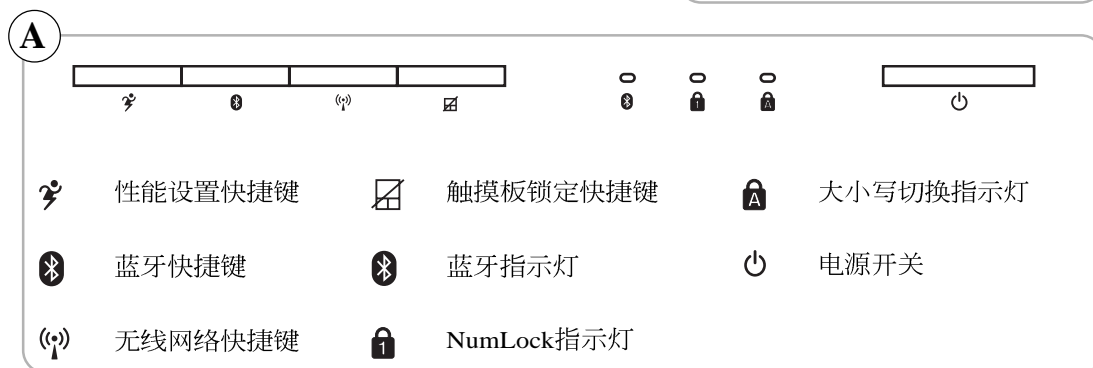 A
性能设置快捷键 触摸板锁定快捷键 大小写切换指示灯
蓝牙快捷键 蓝牙指示灯 电源开关
无线网络快捷键 NumLock指示灯